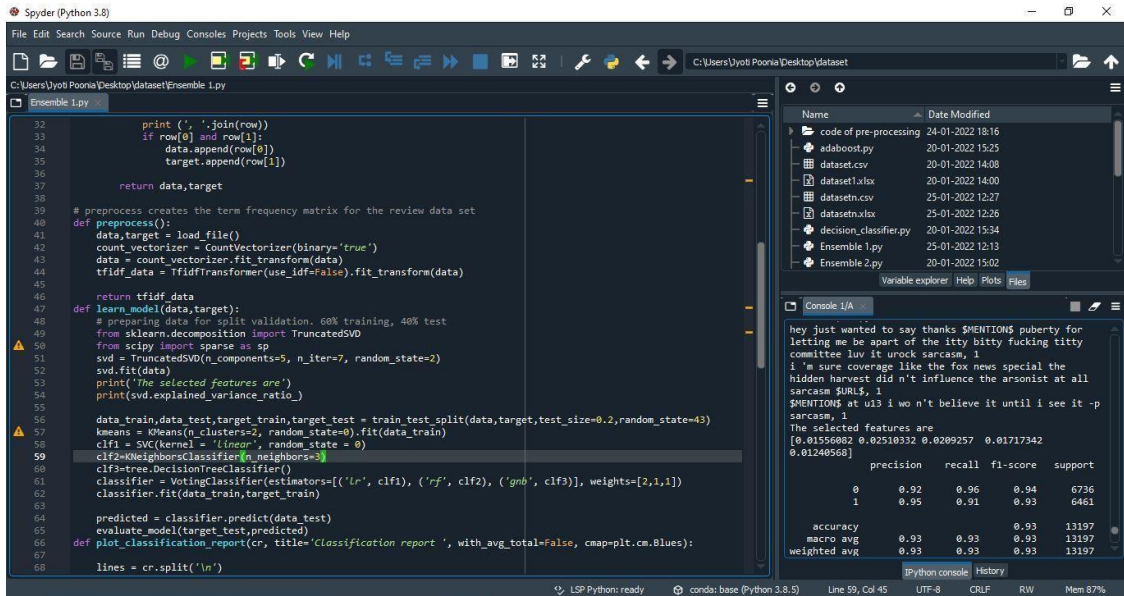 Spyder (Python 3.8)
File Edit Search Source Run Debug Consoles Projects Tools View Help
C:\Users\Jyoti Poonia\Desktop\dataset
C:\Users\Jyoti Poonia\Desktop\dataset\Ensemble 1.py
Ensemble 1.py
32 print (', '.join(row))
33 if row[0] and row[1]:
34 data.append(row[0])
35 target.append(row[1])
36
37 return data,target
38
39 # preprocess creates the term frequency matrix for the review data set
40 def preprocess():
41 data,target = load_file()
42 count_vectorizer = CountVectorizer(binary='true')
43 data = count_vectorizer.fit_transform(data)
44 tfidf_data = TfidfTransformer(use_idf=False).fit_transform(data)
45
46 return tfidf_data
47 def learn_model(data,target):
48 # preparing data for split validation. 60% training, 40% test
49 from sklearn.decomposition import TruncatedSVD
50 from scipy import sparse as sp
51 svd = TruncatedSVD(n_components=5, n_iter=7, random_state=2)
52 svd.fit(data)
53 print('The selected features are')
54 print(svd.explained_variance_ratio_)
55
56 data_train,data_test,target_train,target_test = train_test_split(data,target,test_size=0.2,random_state=43)
57 kmeans = KMeans(n_clusters=2, random_state=0).fit(data_train)
58 clf1 = SVC(kernel = 'linear', random_state = 0)
59 clf2=KNeighborsClassifier(n_neighbors=3)
60 clf3=tree.DecisionTreeClassifier()
61 classifier = VotingClassifier(estimators=[('lr', clf1), ('rf', clf2), ('gnb', clf3)], weights=[2,1,1])
62 classifier.fit(data_train,target_train)
63
64 predicted = classifier.predict(data_test)
65 evaluate_model(target_test,predicted)
66 def plot_classification_report(cr, title='Classification report ', with_avg_total=False, cmap=plt.cm.Blues):
67
68 lines = cr.split('\n')
Name Date Modified
code of pre-processing 24-01-2022 18:16
adaboost.py 20-01-2022 15:25
dataset.csv 20-01-2022 14:08
dataset1.xlsx 20-01-2022 14:00
datasetn.csv 25-01-2022 12:27
datasetn.xlsx 25-01-2022 12:26
decision_classifier.py 20-01-2022 15:34
Ensemble 1.py 25-01-2022 12:13
Ensemble 2.py 20-01-2022 15:02
Variable explorer Help Plots Files
Console 1/A
hey just wanted to say thanks $MENTION$ puberty for
letting me be apart of the itty bitty fucking titty
committee luv it urock sarcasm, 1
i 'm sure coverage like the fox news special the
hidden harvest did n't influence the arsonist at all
sarcasm $URL$, 1
$MENTION$ at u13 i wo n't believe it until i see it -p
sarcasm, 1
The selected features are
[0.01556082 0.02510332 0.0209257 0.01717342
0.01240568]
precision recall f1-score support
0 0.92 0.96 0.94 6736
1 0.95 0.91 0.93 6461
accuracy 0.93 13197
macro avg 0.93 0.93 0.93 13197
weighted avg 0.93 0.93 0.93 13197
IPython console History
LSP Python: ready conda: base (Python 3.8.5) Line 59, Col 45 UTF-8 CRLF RW Mem 87%